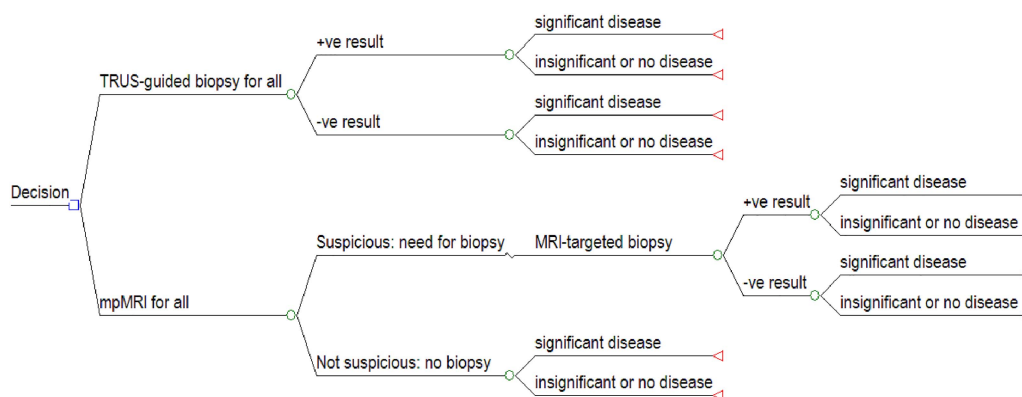 significant disease
+ve result
insignificant or no disease
TRUS-guided biopsy for all
significant disease
-ve result
insignificant or no disease
Decision
significant disease
+ve result
insignificant or no disease
Suspicious: need for biopsy
MRI-targeted biopsy
significant disease
-ve result
insignificant or no disease
mpMRI for all
significant disease
Not suspicious: no biopsy
insignificant or no disease